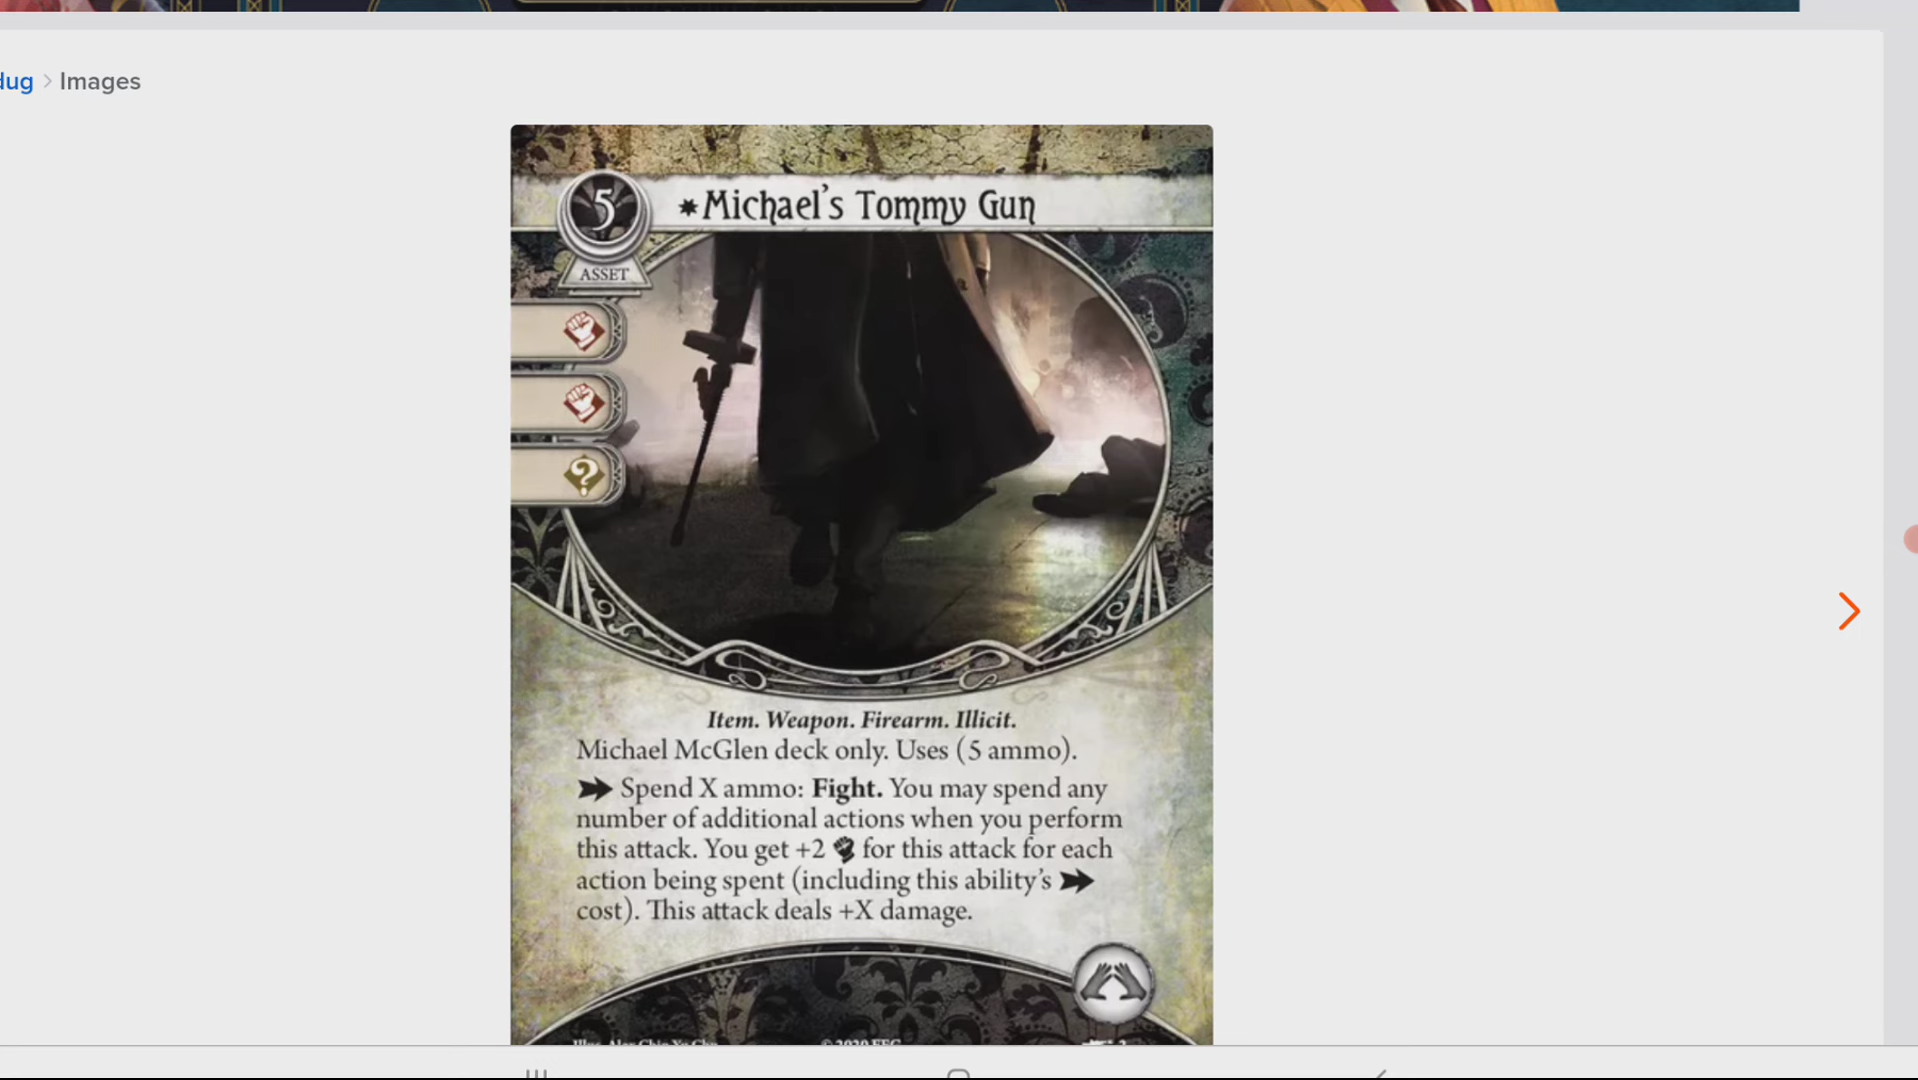 > Images
5
Michael's Tommy Gun
ASSET
Item. Weapon. Firearm. Illicit.
Michael McGlen deck only. Uses (5 ammo).
Spend X ammo: Fight. You may spend any
number of additional actions when you perform
this attack. You get +2 for this attack for each
action being spent (including this ability's
cost). This attack deals +X damage.